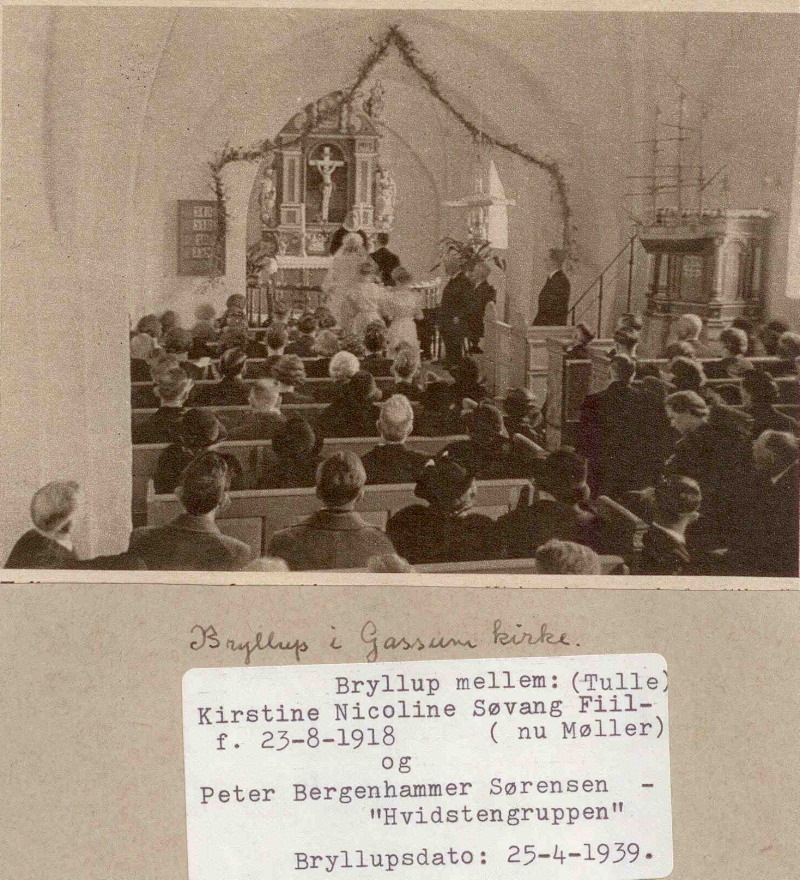 Bryllup i Gassum kirke.
Bryllup mellem: (Tulle)
Kirstine Nicoline Søvang Fiil-
f. 23-8-1918 ( nu Møller)
og
Peter Bergenhammer Sørensen -
"Hvidstengruppen"
Bryllupsdato: 25-4-1939.